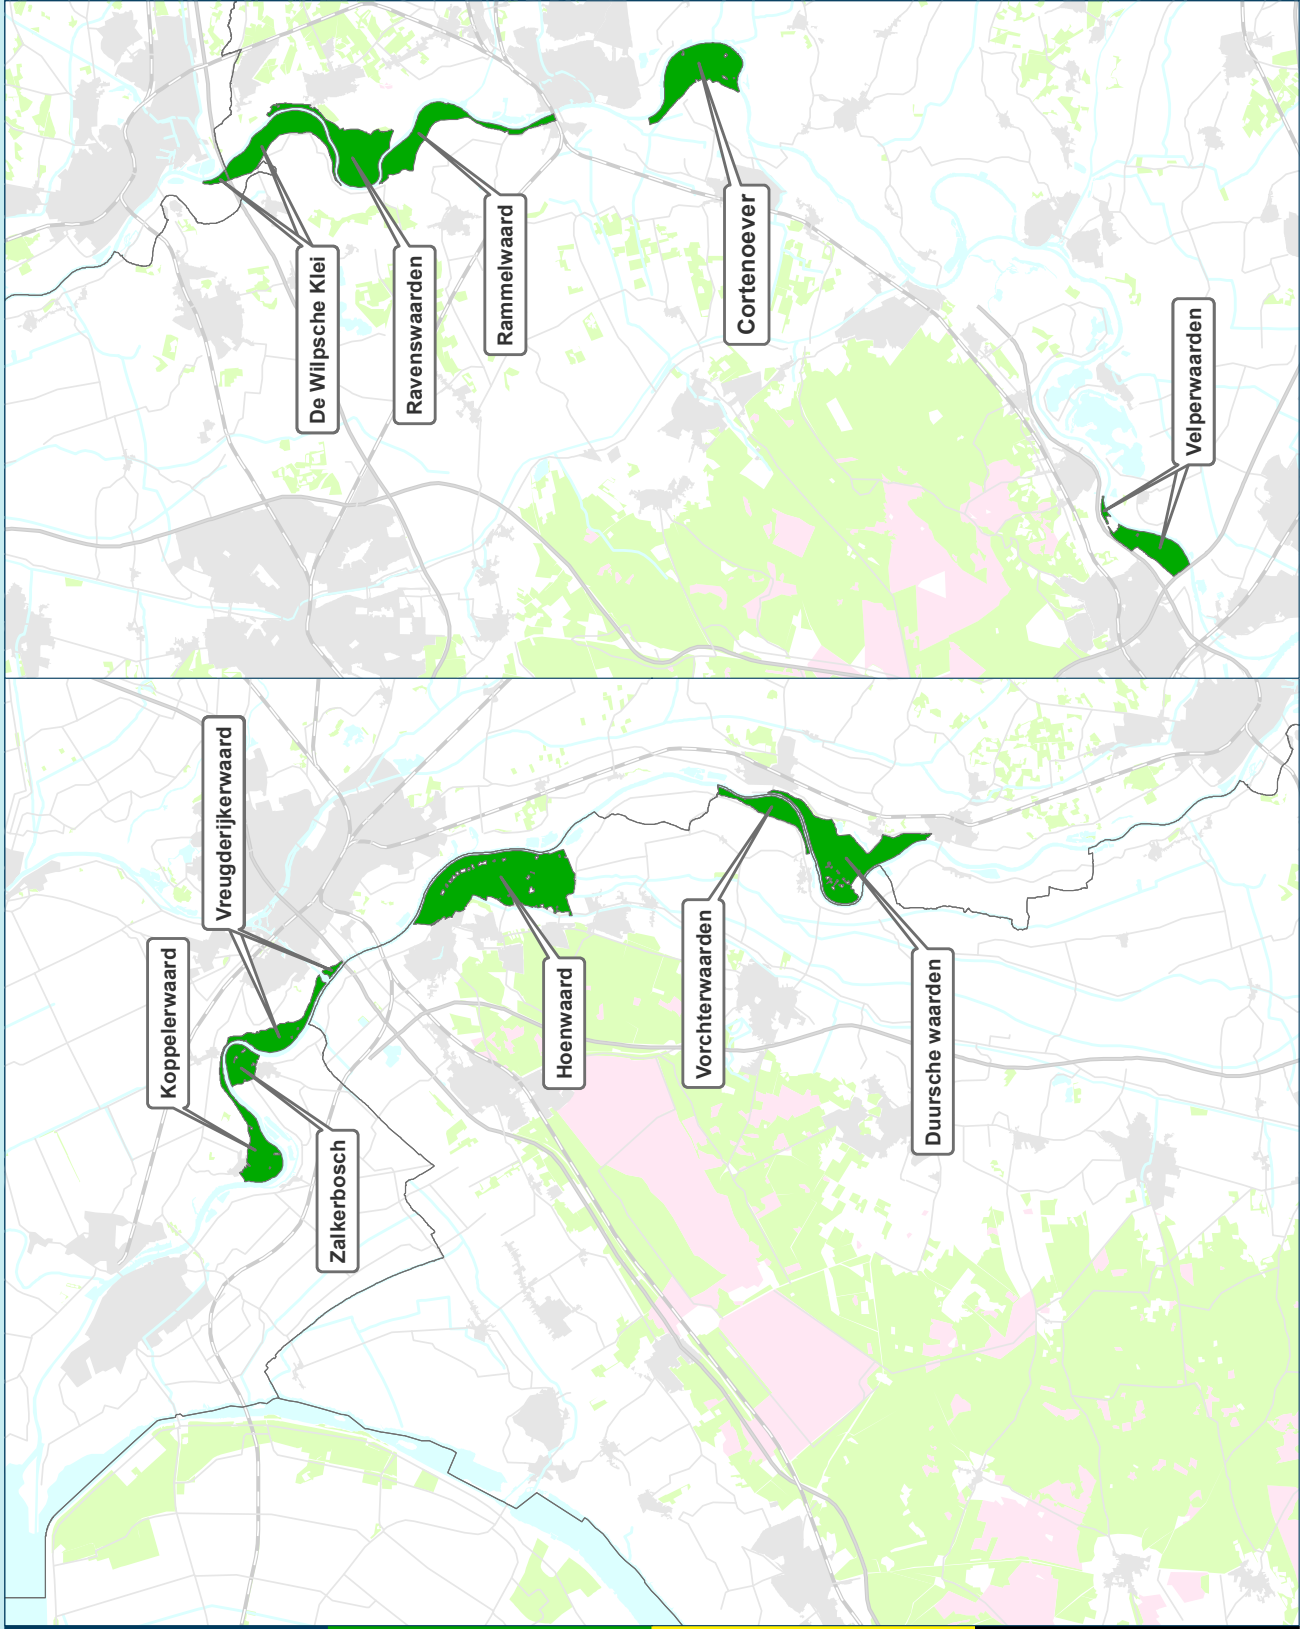 De Wilpsche Klei
Ravenswaarden
Rammelwaard
Cortenoever
Velperwaarden
Vreugderijkerwaard
Koppelerwaard
Zalkerbosch
Hoenwaard
Vorchterwaarden
Duursche waarden